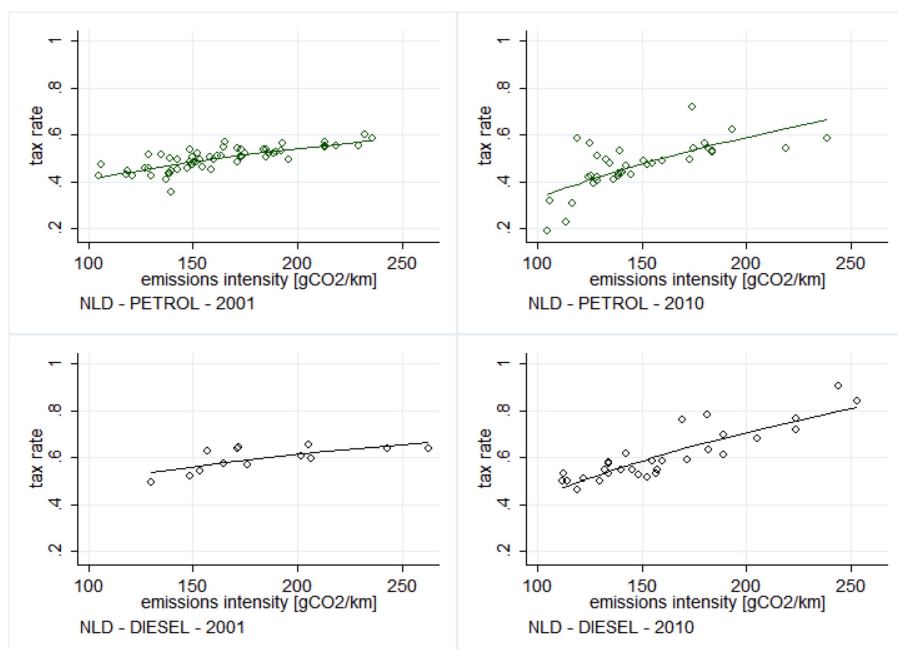 1
.8
.6
.4
.2
tax rate
100 150 200 250
emissions intensity [gCO2/km]
NLD - PETROL - 2001
1
.8
.6
.4
.2
tax rate
100 150 200 250
emissions intensity [gCO2/km]
NLD - PETROL - 2010
1
.8
.6
.4
.2
tax rate
100 150 200 250
emissions intensity [gCO2/km]
NLD - DIESEL - 2001
1
.8
.6
.4
.2
tax rate
100 150 200 250
emissions intensity [gCO2/km]
NLD - DIESEL - 2010